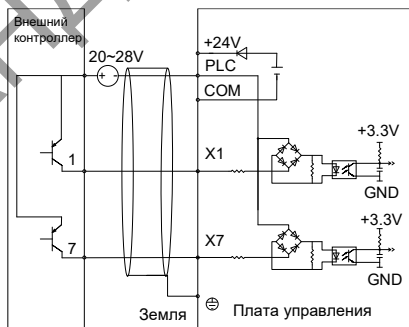 Внешний
контроллер
20~28V
+24V
PLC
COM
+3.3V
1
X1
GND
+3.3V
7
X7
GND
Земля
Плата управления